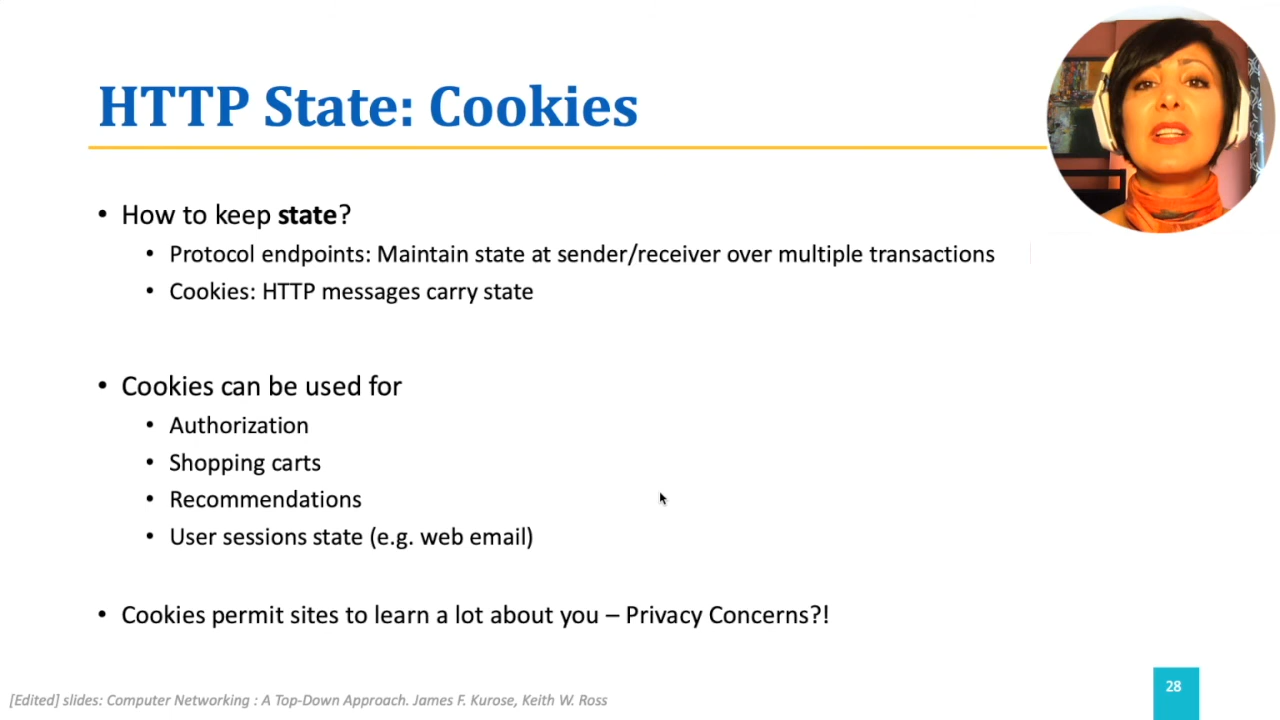 HTTP State: Cookies
• How to keep state?
• Protocol endpoints: Maintain state at sender/receiver over multiple transactions
• Cookies: HTTP messages carry state
• Cookies can be used for
• Authorization
• Shopping carts
• Recommendations
• User sessions state (e.g. web email)
• Cookies permit sites to learn a lot about you – Privacy Concerns?!
[Edited] slides: Computer Networking : A Top-Down Approach. James F. Kurose, Keith W. Ross
28